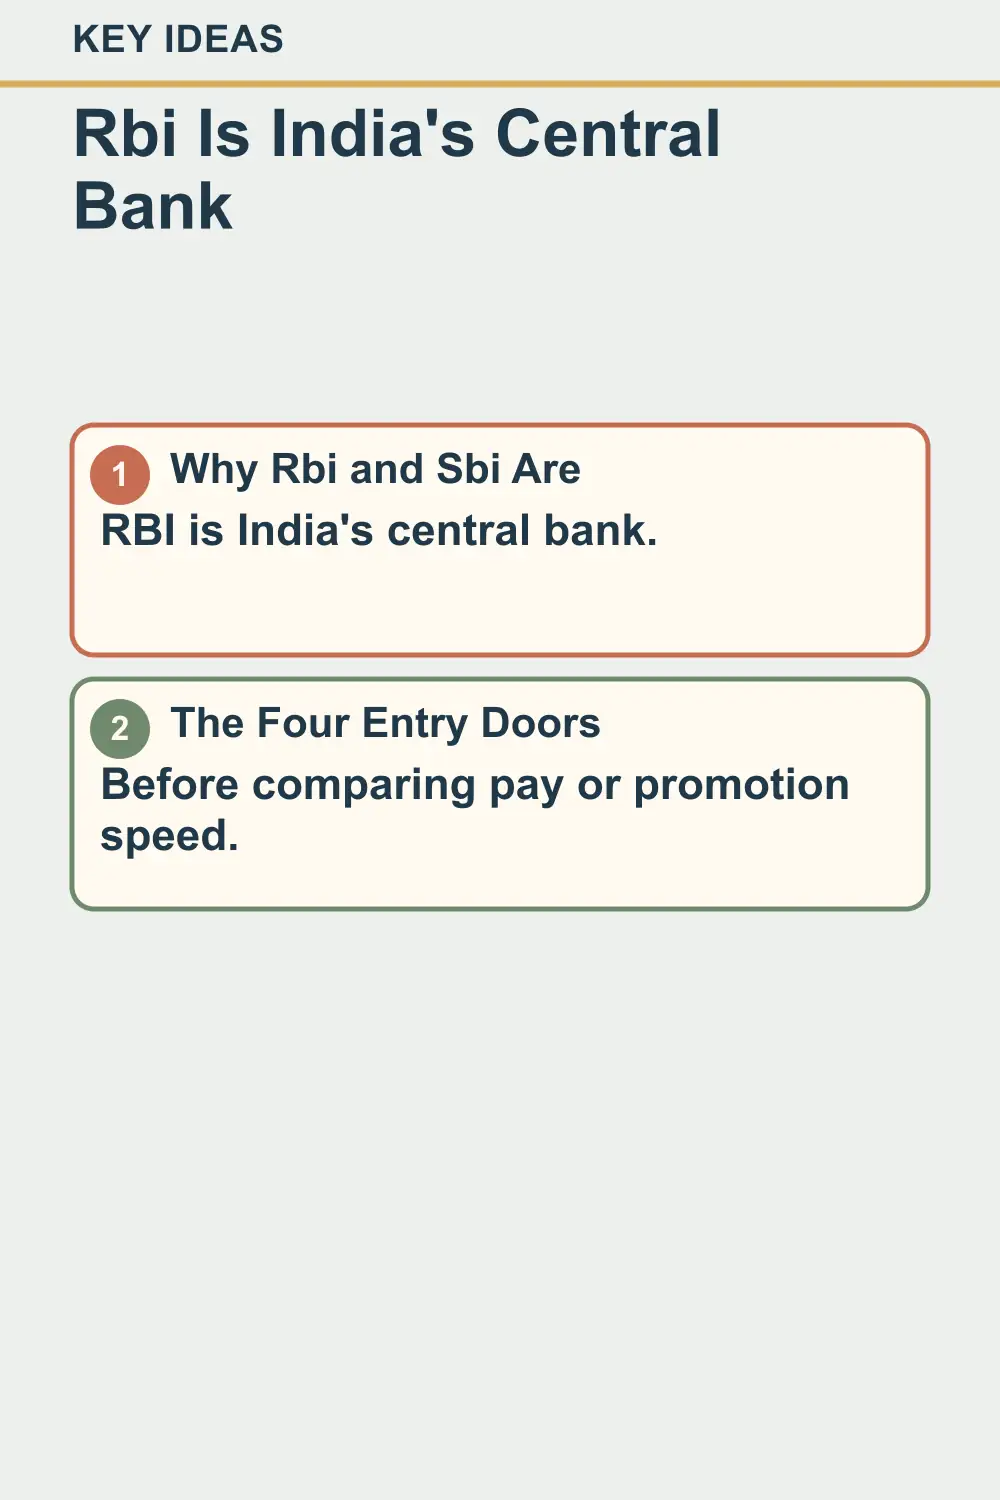 KEY IDEAS
Rbi Is India's Central
Bank
1 Why Rbi and Sbi Are
RBI is India's central bank.
2 The Four Entry Doors
Before comparing pay or promotion
speed.